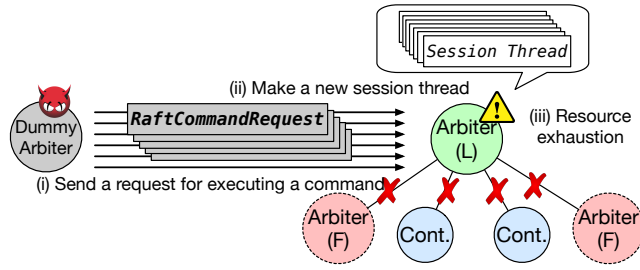 Session Thread
(ii) Make a new session thread
Dummy
Arbiter
RaftCommandRequest
Arbiter
(L)
(iii) Resource
exhaustion
(i) Send a request for executing a command
Arbiter
(F)
Cont.
Cont.
Arbiter
(F)